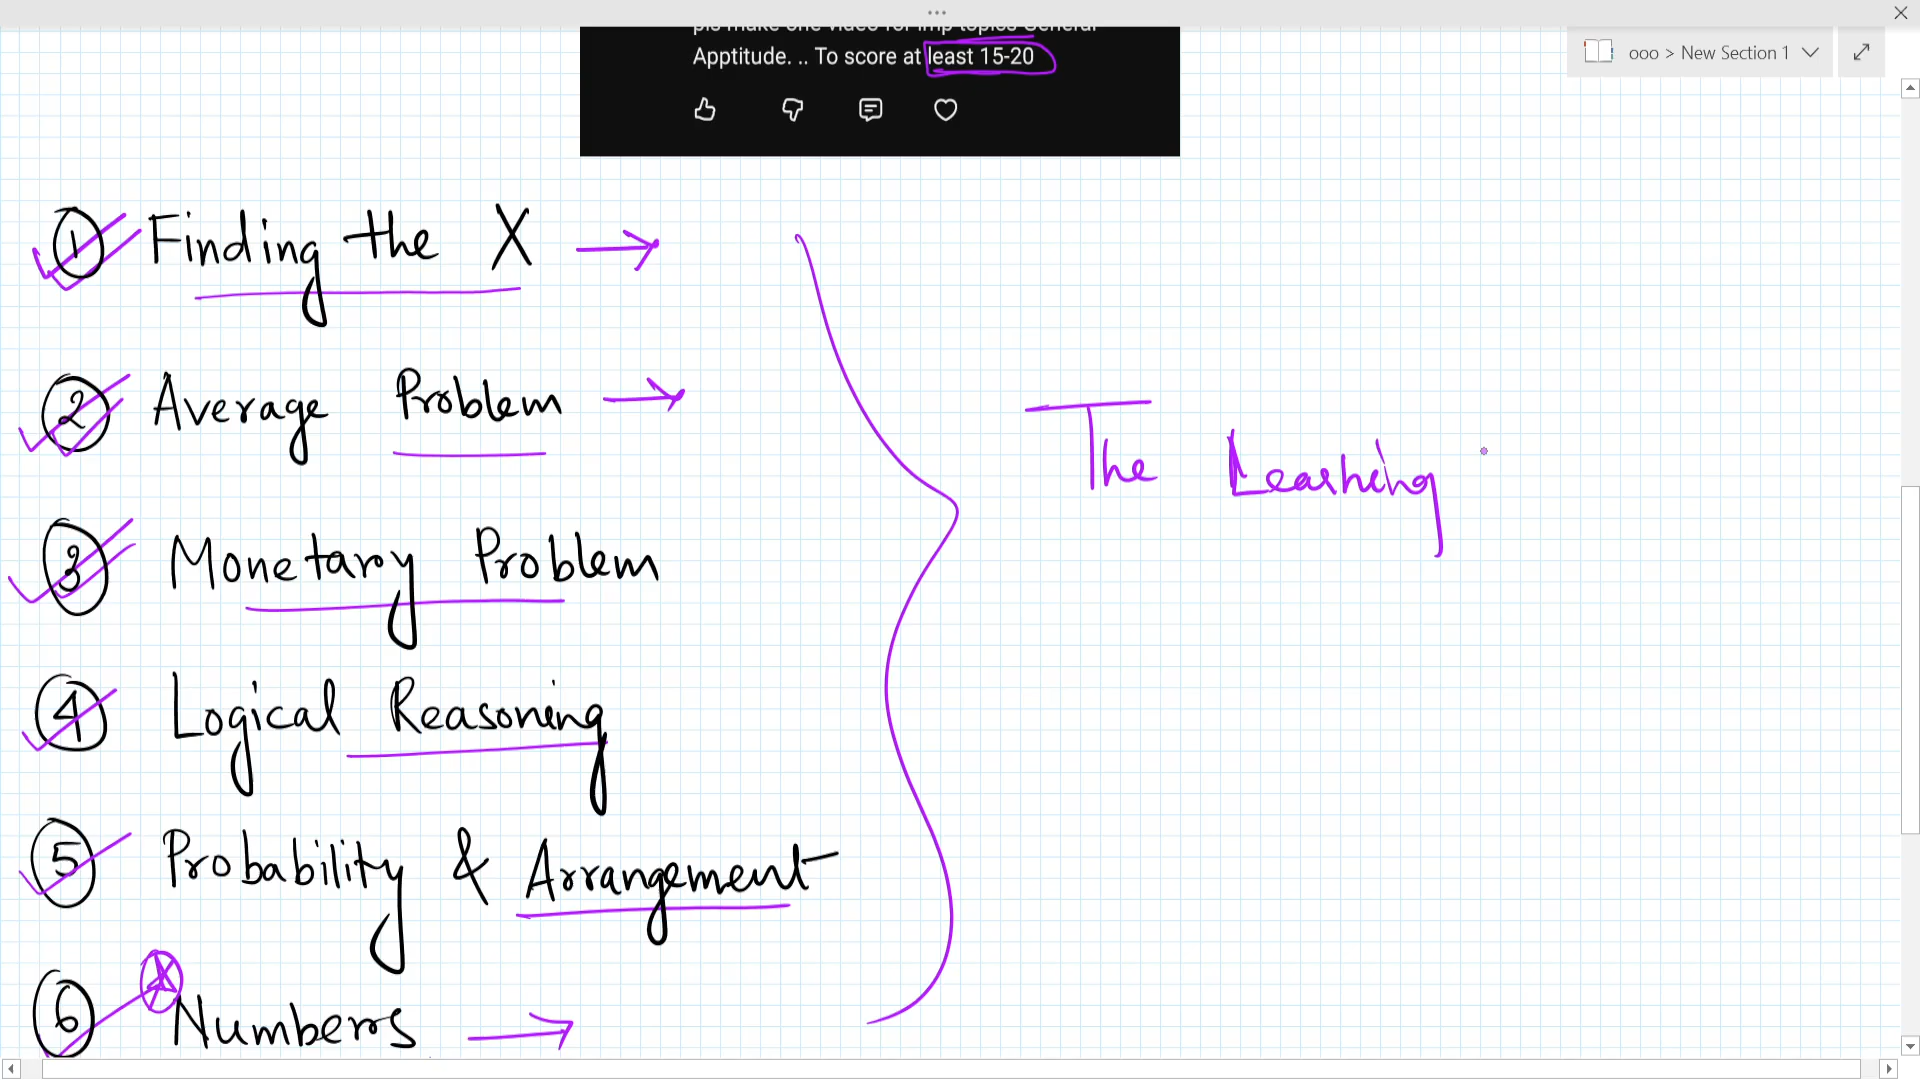 ooo > New Section 1
Apptitude. .. To score at least 15-20
① Finding the X →
② Average Problem →
③ Monetary Problem
④ Logical Reasoning
⑤ Probability & Arrangement
⑥ Numbers →
The Learning